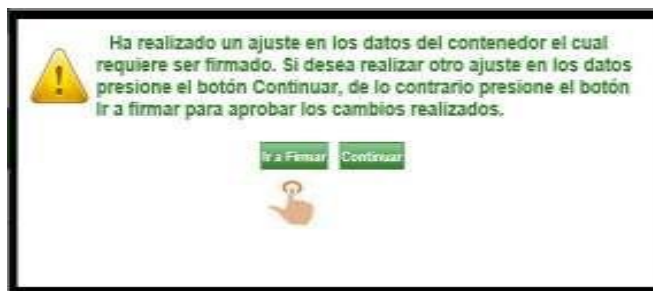 Ha realizado un ajuste en los datos del contenedor el cual
requiere ser firmado. Si desea realizar otro ajuste en los datos
presione el botón Continuar, de lo contrario presione el botón
Ir a firmar para aprobar los cambios realizados.
Ir a Firmar Continuar